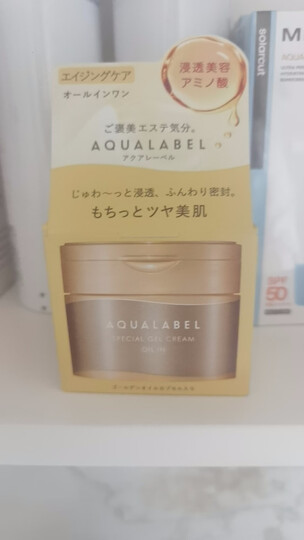 エイジングケア
オールインワン
浸透美容
アミノ酸
ご褒美エステ気分。
AQUALABEL
アクアレーベル
じゅわ〜っと浸透、ふんわり密封。
もちっとツヤ美肌
AQUALABEL
SPECIAL GEL CREAM
OIL IN
solarcut
M
AQUA
SPF
50